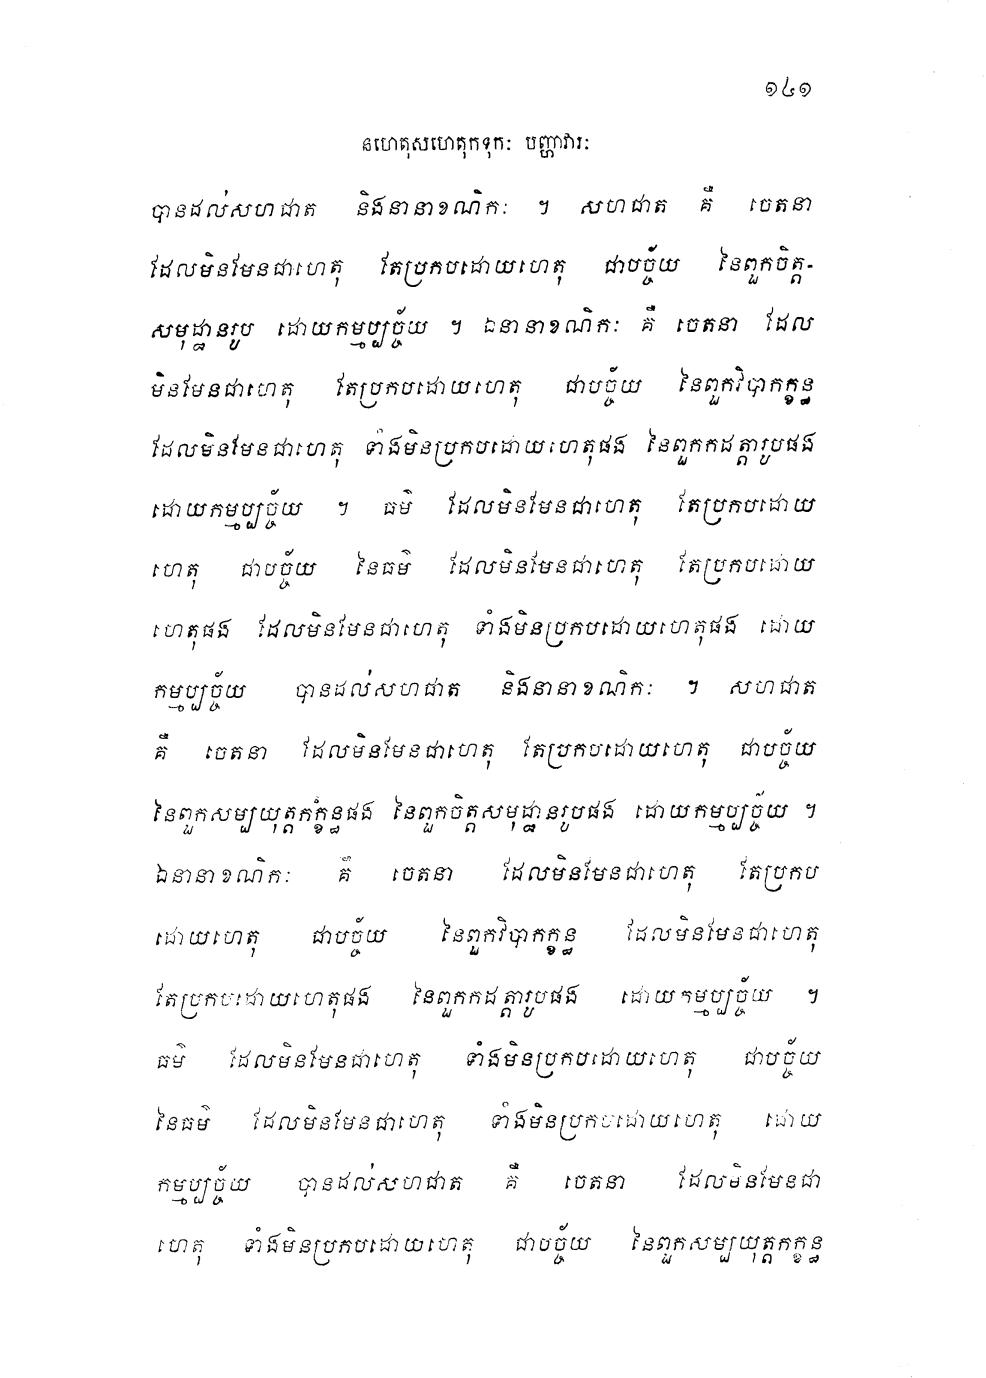 ១៤១
នហេតុសហេតុកទុកៈ បញ្ហាវារៈ
បានដល់សហជាត និងនានាខណិកៈ ។ សហជាត គឺ ចេតនា
ដែលមិនមែនជាហេតុ តែប្រកបដោយហេតុ ជាបច្ច័យ នៃពួកចិត្ត-
សមុដ្ឋានរូប ដោយកម្មប្បច្ច័យ ។ ឯនានាខណិកៈ គឺ ចេតនា ដែល
មិនមែនជាហេតុ តែប្រកបដោយហេតុ ជាបច្ច័យ នៃពួកវិបាកក្ខន្ធ
ដែលមិនមែនជាហេតុ ទាំងមិនប្រកបដោយហេតុផង នៃពួកកដត្តារូបផង
ដោយកម្មប្បច្ច័យ ។ ធម៌ ដែលមិនមែនជាហេតុ តែប្រកបដោយ
ហេតុ ជាបច្ច័យ នៃធម៌ ដែលមិនមែនជាហេតុ តែប្រកបដោយ
ហេតុផង ដែលមិនមែនជាហេតុ ទាំងមិនប្រកបដោយហេតុផង ដោយ
កម្មប្បច្ច័យ បានដល់សហជាត និងនានាខណិកៈ ។ សហជាត
គឺ ចេតនា ដែលមិនមែនជាហេតុ តែប្រកបដោយហេតុ ជាបច្ច័យ
នៃពួកសម្បយុត្តកក្ខន្ធផង នៃពួកចិត្តសមុដ្ឋានរូបផង ដោយកម្មប្បច្ច័យ ។
ឯនានាខណិកៈ គឺ ចេតនា ដែលមិនមែនជាហេតុ តែប្រកប
ដោយហេតុ ជាបច្ច័យ នៃពួកវិបាកក្ខន្ធ ដែលមិនមែនជាហេតុ
តែប្រកបដោយហេតុផង នៃពួកកដត្តារូបផង ដោយកម្មប្បច្ច័យ ។
ធម៌ ដែលមិនមែនជាហេតុ ទាំងមិនប្រកបដោយហេតុ ជាបច្ច័យ
នៃធម៌ ដែលមិនមែនជាហេតុ ទាំងមិនប្រកបដោយហេតុ ដោយ
កម្មប្បច្ច័យ បានដល់សហជាត គឺ ចេតនា ដែលមិនមែនជា
ហេតុ ទាំងមិនប្រកបដោយហេតុ ជាបច្ច័យ នៃពួកសម្បយុត្តកក្ខន្ធ